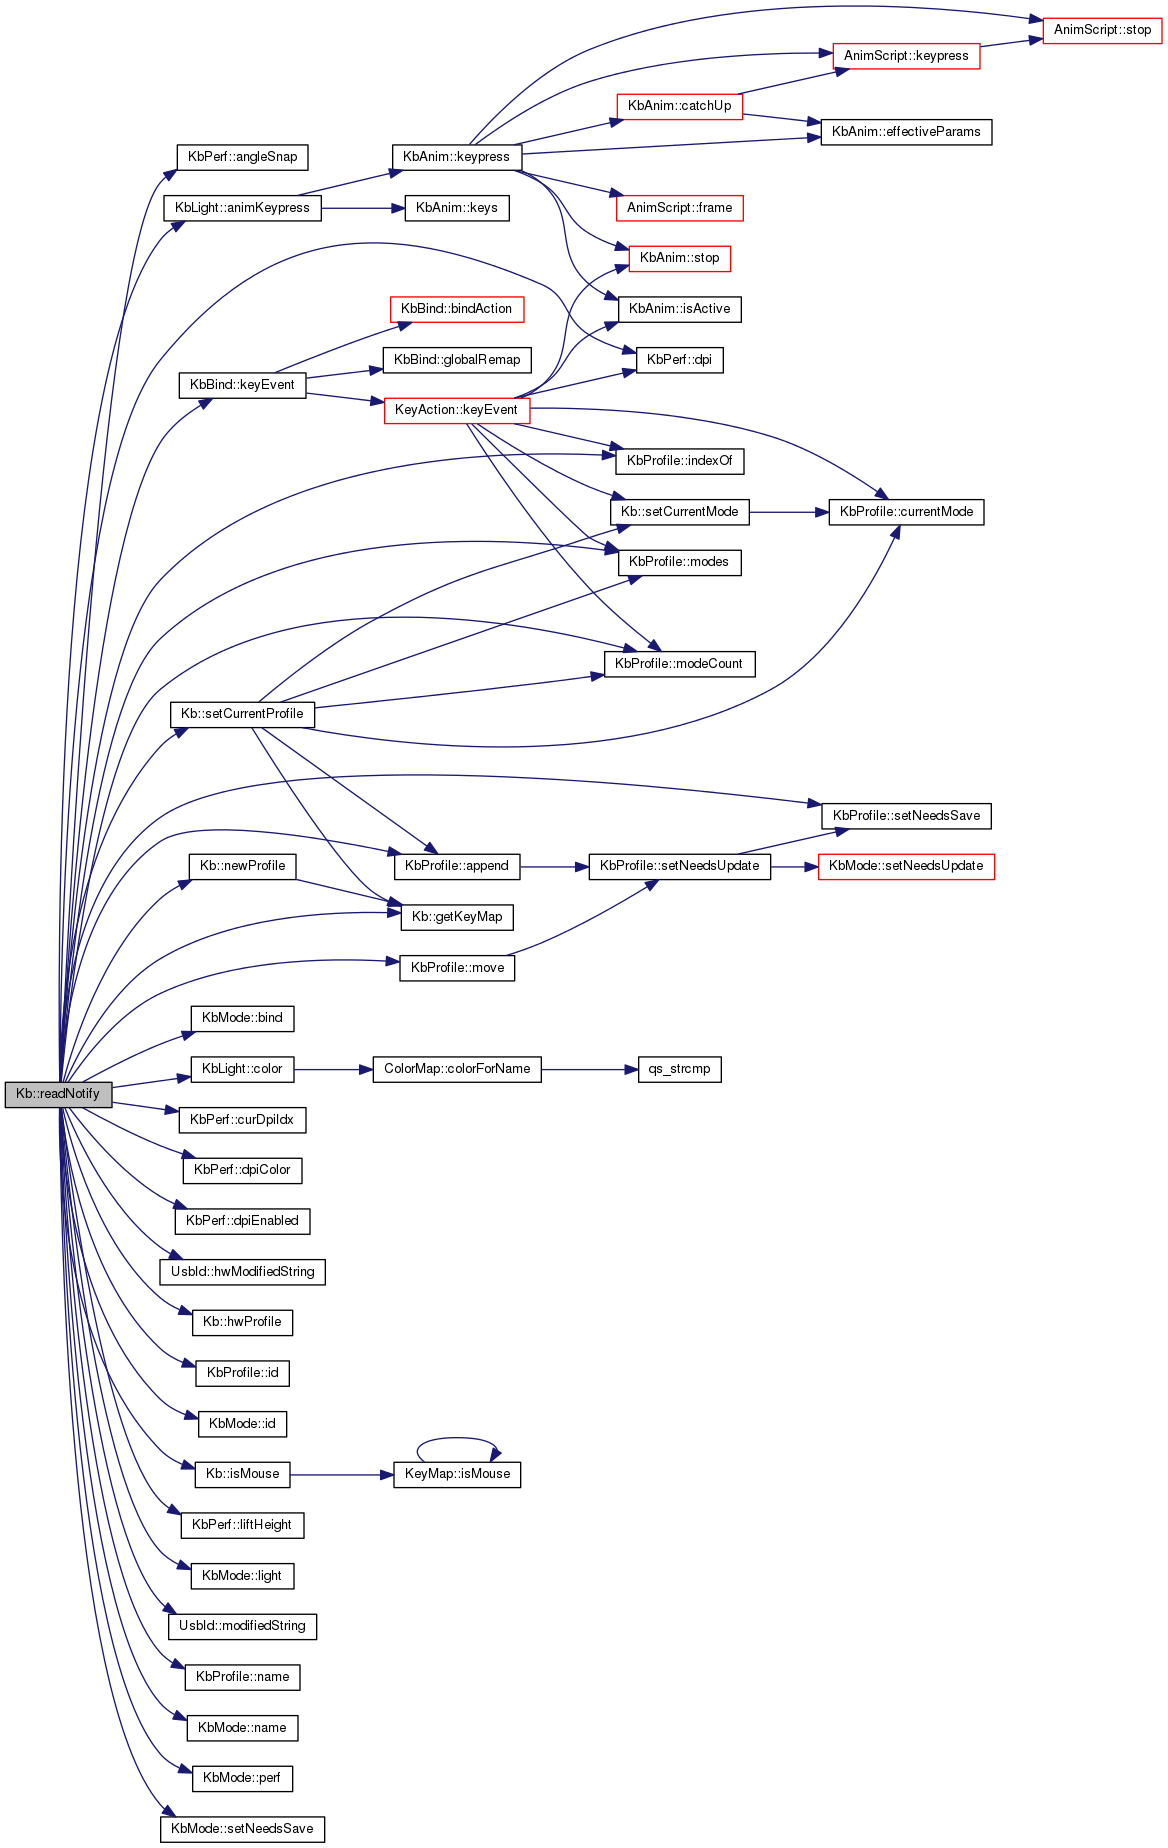 AnimScript::stop
AnimScript::keypress
KbAnim::catchUp
KbAnim::effectiveParams
KbPerf::angleSnap
KbAnim::keypress
KbLight::animKeypress
KbAnim::keys
AnimScript::frame
KbAnim::stop
KbBind::bindAction
KbAnim::isActive
KbBind::globalRemap
KbPerf::dpi
KbBind::keyEvent
KeyAction::keyEvent
KbProfile::indexOf
Kb::setCurrentMode
KbProfile::currentMode
KbProfile::modes
KbProfile::modeCount
Kb::setCurrentProfile
KbProfile::setNeedsSave
Kb::newProfile
KbProfile::append
KbProfile::setNeedsUpdate
KbMode::setNeedsUpdate
Kb::getKeyMap
KbProfile::move
KbMode::bind
KbLight::color
ColorMap::colorForName
qs_strcmp
Kb::readNotify
KbPerf::curDpiIdx
KbPerf::dpiColor
KbPerf::dpiEnabled
UsbId::hwModifiedString
Kb::hwProfile
KbProfile::id
KbMode::id
Kb::isMouse
KeyMap::isMouse
KbPerf::liftHeight
KbMode::light
UsbId::modifiedString
KbProfile::name
KbMode::name
KbMode::perf
KbMode::setNeedsSave